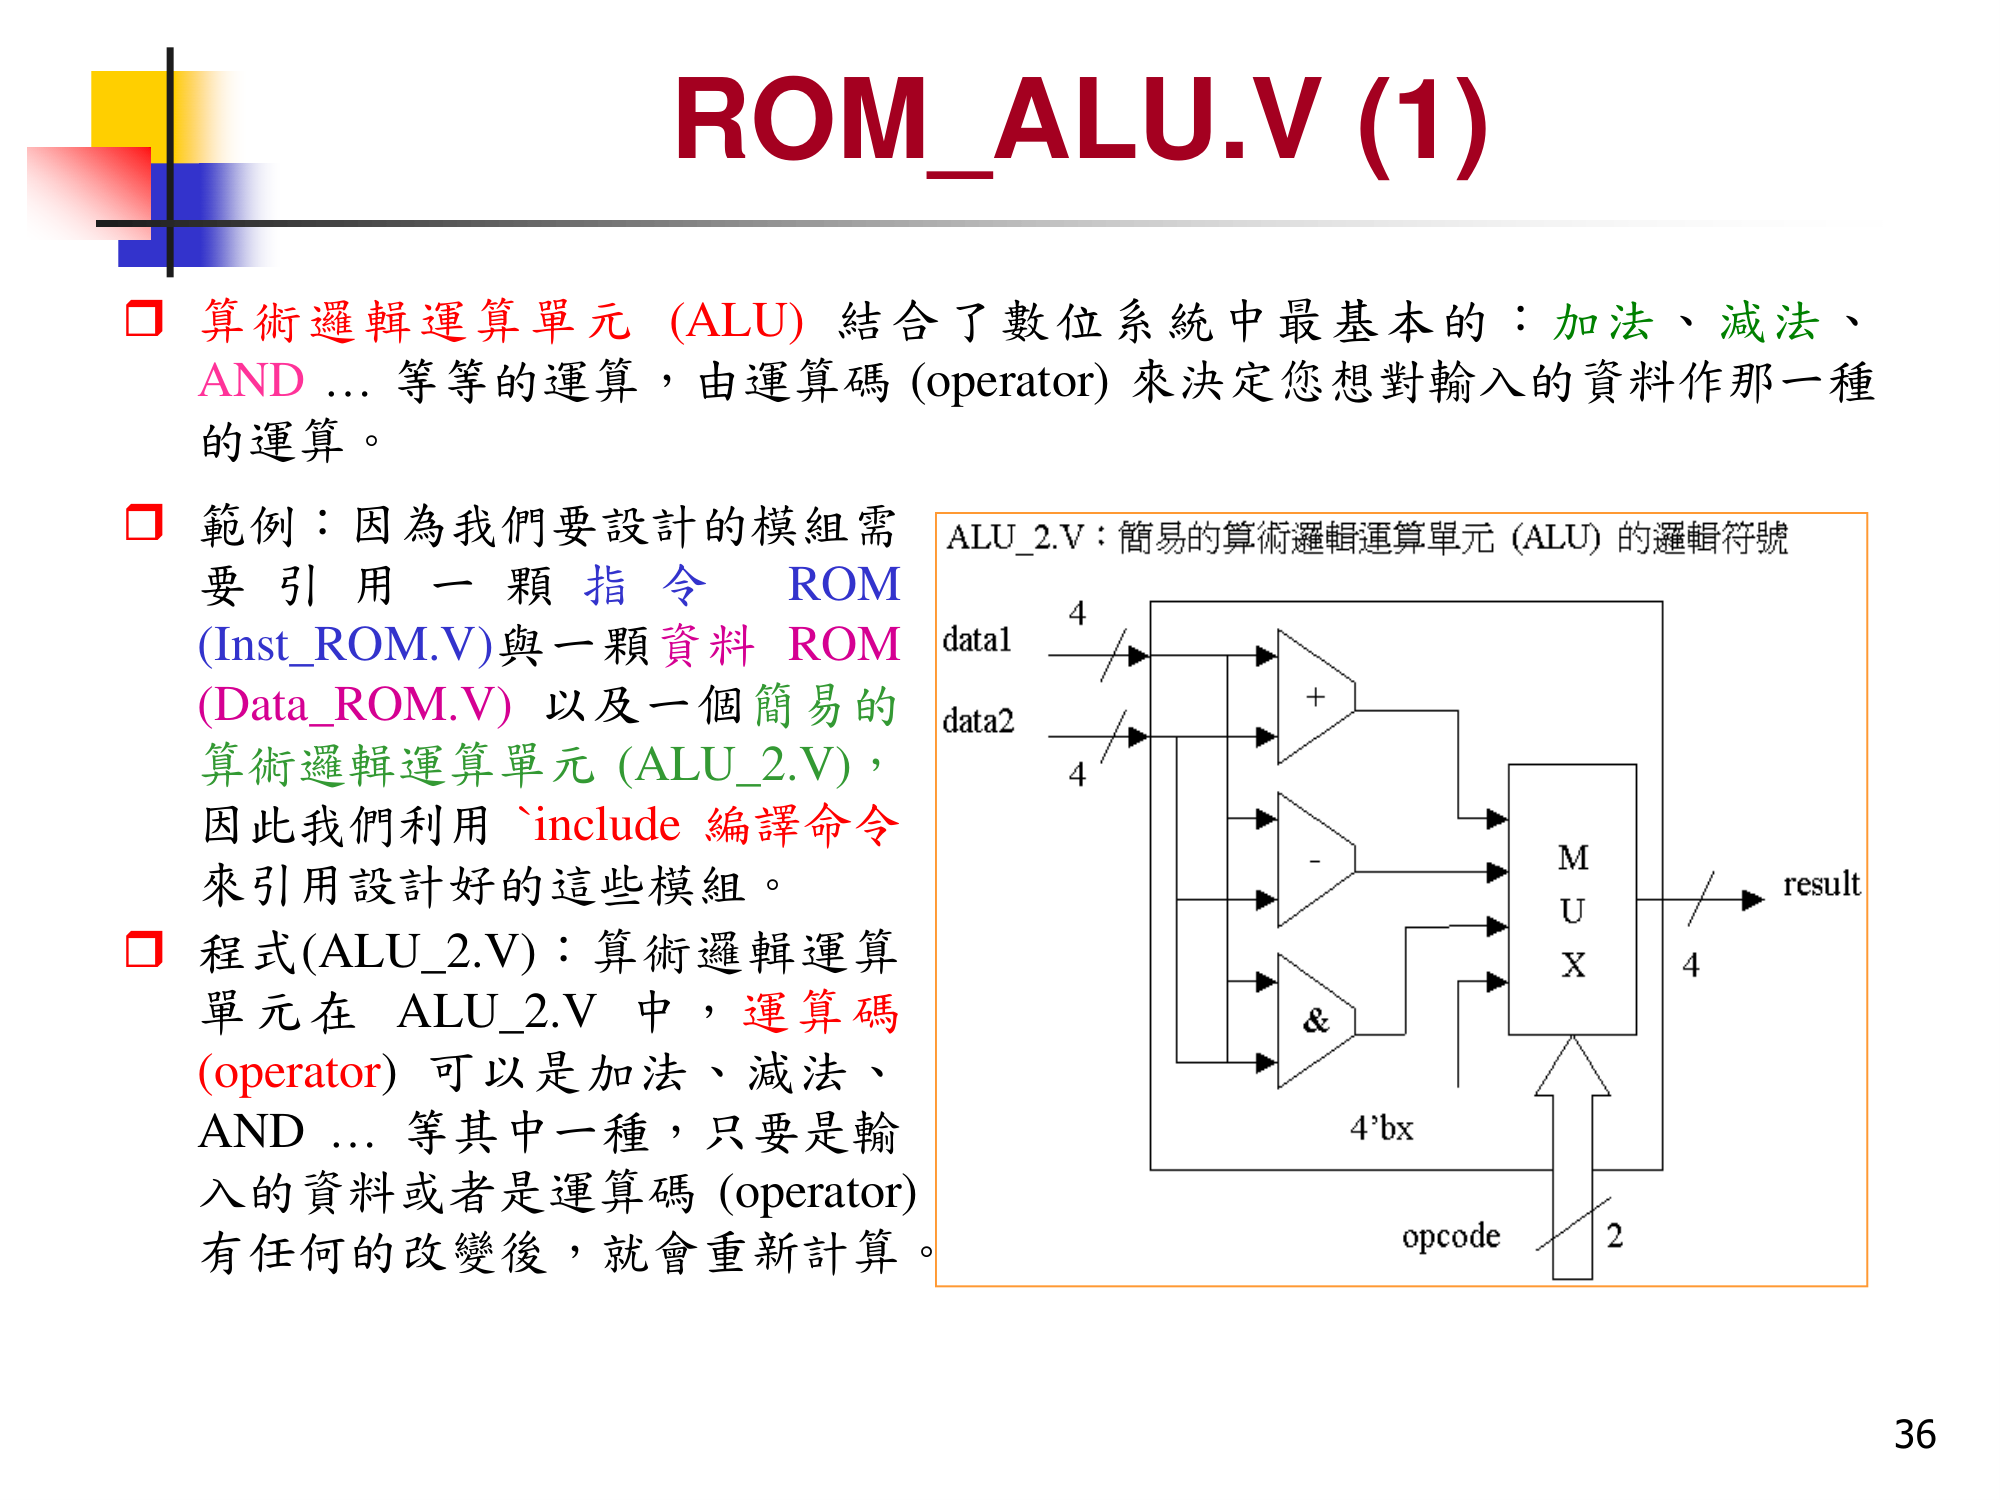 ROM_ALU.V (1)
算術邏輯運算單元 (ALU) 結合了數位系統中最基本的：加法、減法、
AND … 等等的運算，由運算碼 (operator) 來決定您想對輸入的資料作那一種
的運算。
範例：因為我們要設計的模組需
要引用一顆指令 ROM
(Inst_ROM.V)與一顆資料 ROM
(Data_ROM.V) 以及一個簡易的
算術邏輯運算單元 (ALU_2.V)，
因此我們利用 `include 編譯命令
來引用設計好的這些模組。
程式(ALU_2.V)：算術邏輯運算
單元在 ALU_2.V 中，運算碼
(operator) 可以是加法、減法、
AND … 等其中一種，只要是輸
入的資料或者是運算碼 (operator)
有任何的改變後，就會重新計算。
ALU_2.V：簡易的算術邏輯運算單元 (ALU) 的邏輯符號
4
data1
data2
4
+
-
&
M
U
X
result
4
4’bx
opcode
2
36